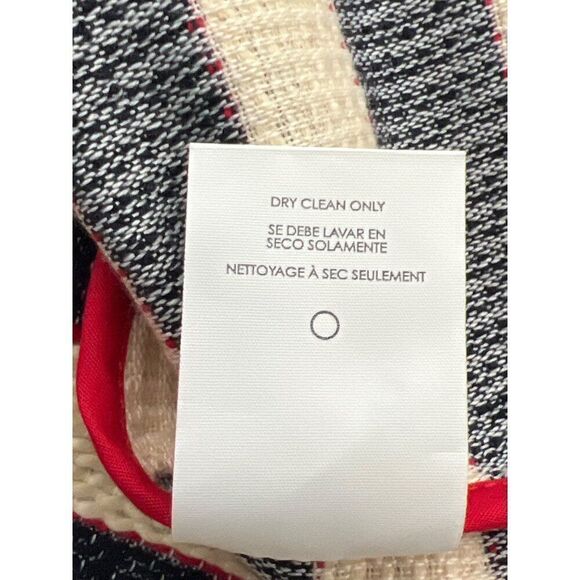 DRY CLEAN ONLY
SE DEBE LAVAR EN
SECO SOLAMENTE
NETTOYAGE À SEC SEULEMENT